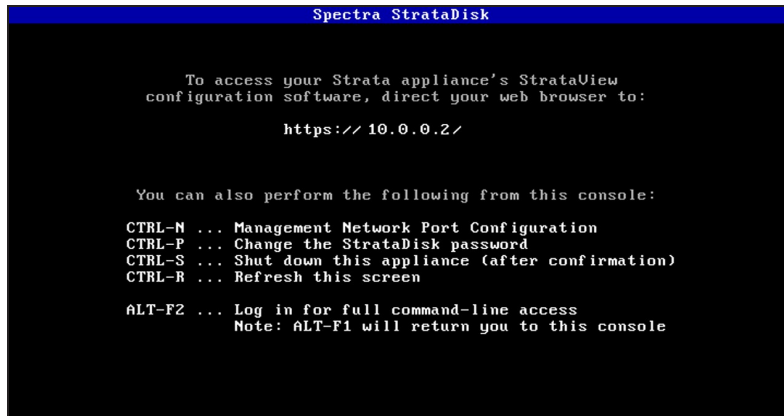 Spectra StrataDisk
To access your Strata appliance's StrataView
configuration software, direct your web browser to:
https:// 10.0.0.2/
You can also perform the following from this console:
CTRL-N ... Management Network Port Configuration
CTRL-P ... Change the StrataDisk password
CTRL-S ... Shut down this appliance (after confirmation)
CTRL-R ... Refresh this screen
ALT-F2 ... Log in for full command-line access
Note: ALT-F1 will return you to this console